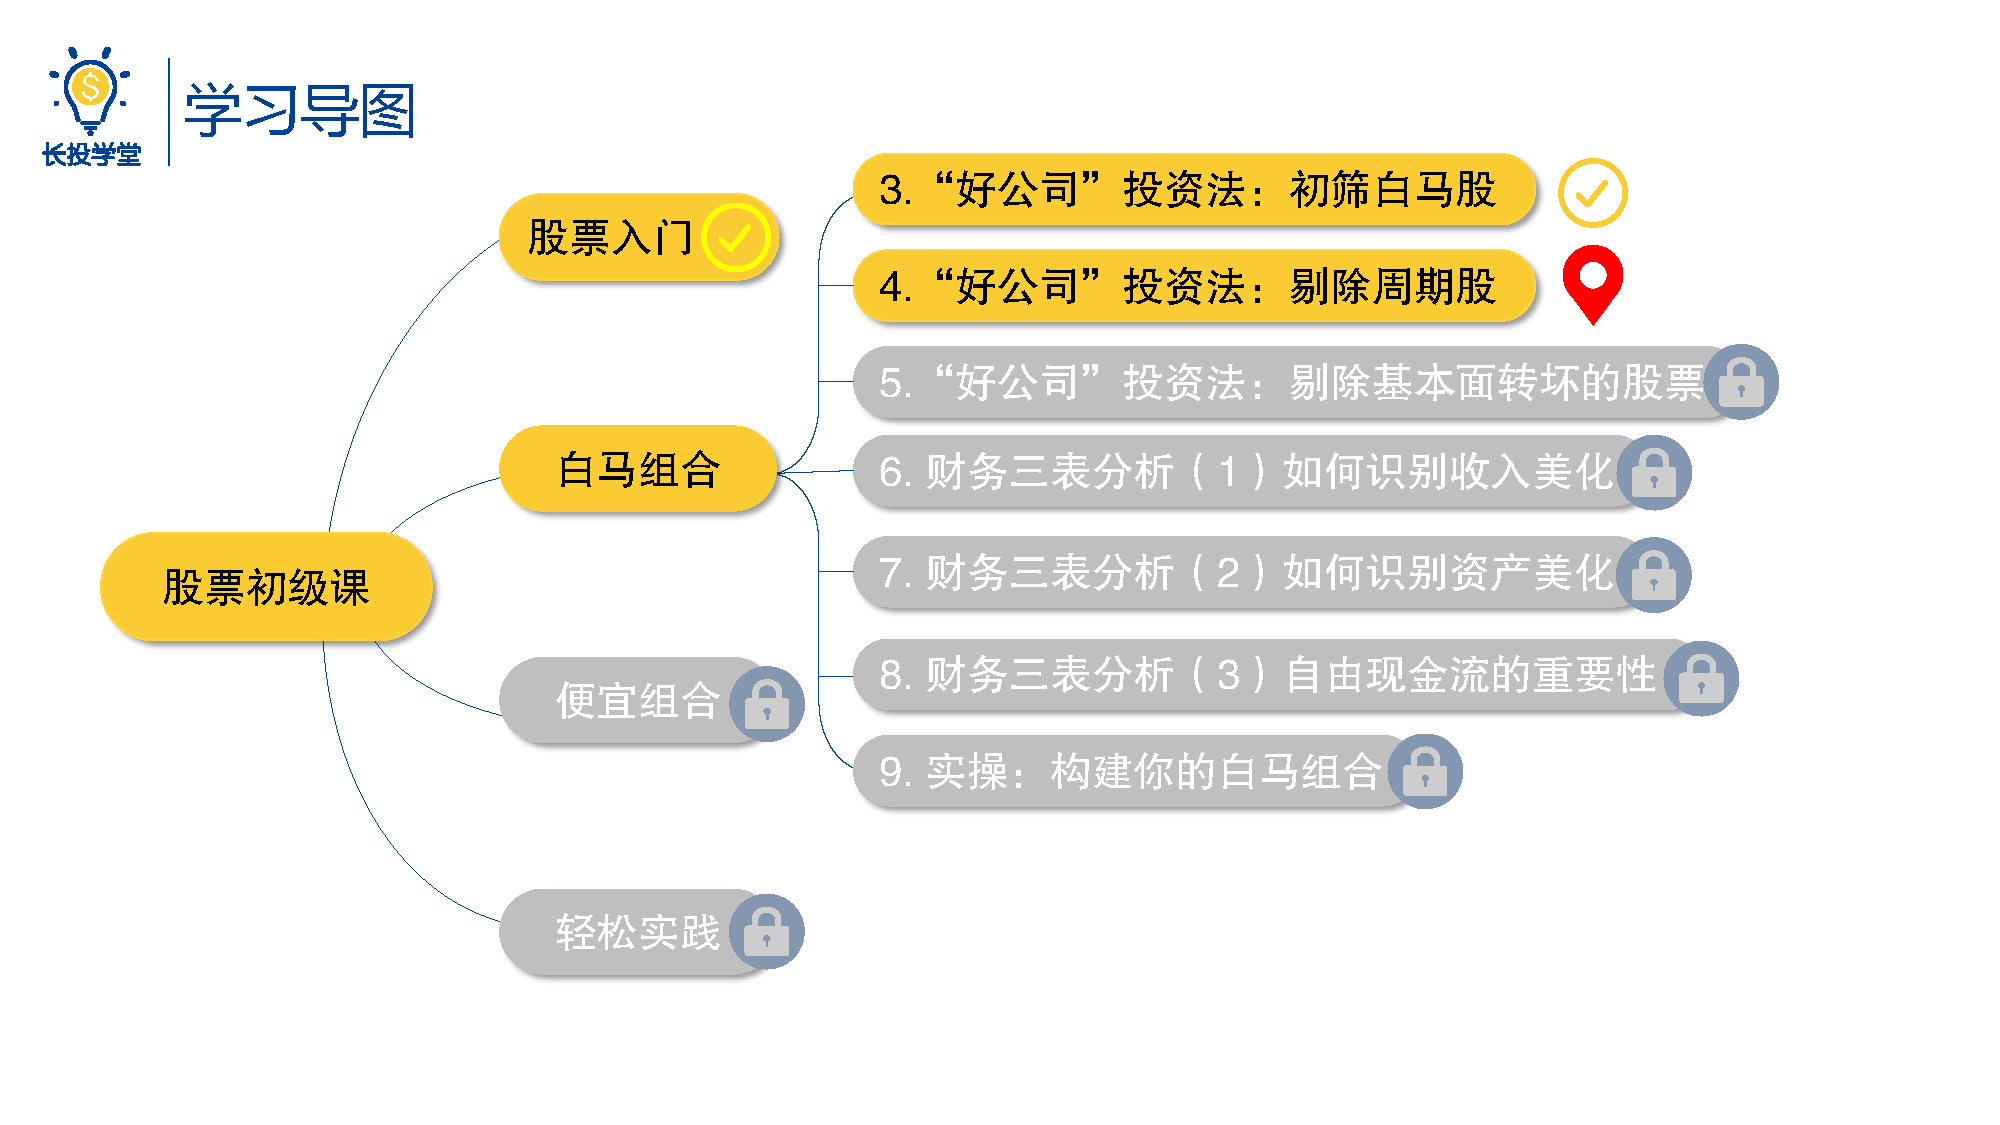 $
长投学堂
学习导图
股票初级课
股票入门
白马组合
便宜组合
轻松实践
3.“好公司”投资法：初筛白马股
4.“好公司”投资法：剔除周期股
5.“好公司”投资法：剔除基本面转坏的股票
6. 财务三表分析（1）如何识别收入美化
7. 财务三表分析（2）如何识别资产美化
8. 财务三表分析（3）自由现金流的重要性
9. 实操：构建你的白马组合